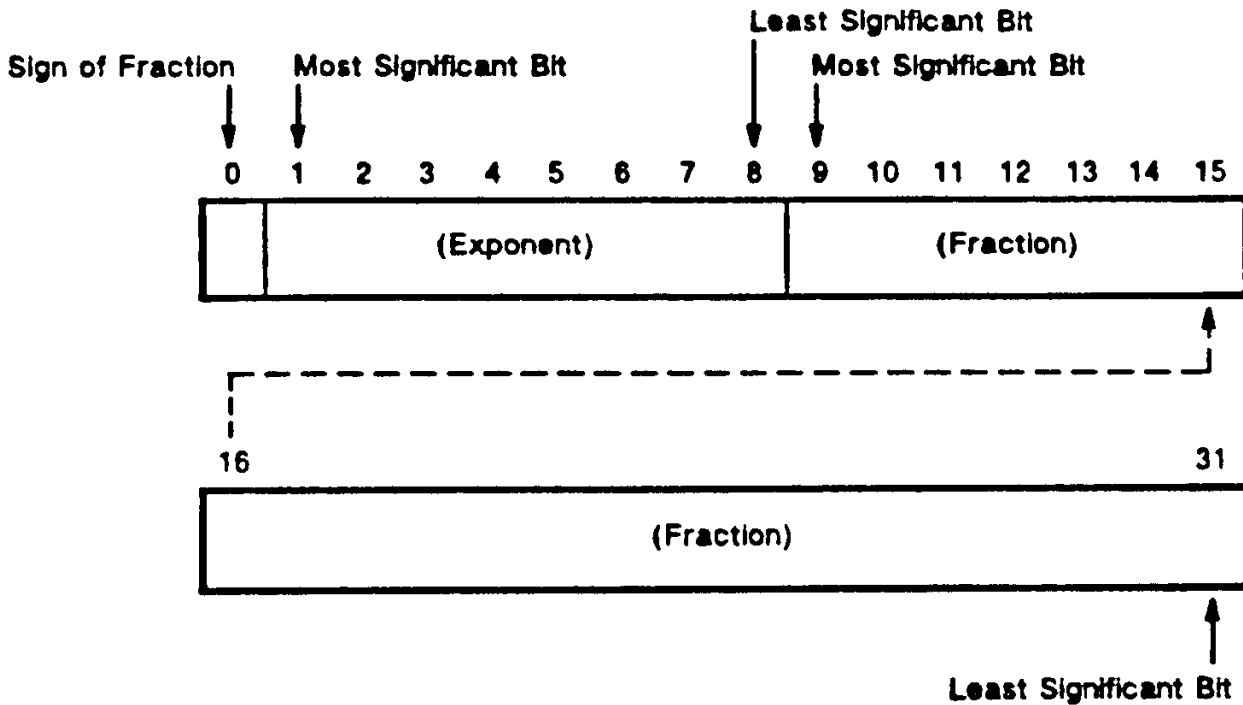 Least Significant Bit
Sign of Fraction Most Significant Bit Most Significant Bit
0 1 2 3 4 5 6 7 8 9 10 11 12 13 14 15
(Exponent) (Fraction)
16 31
(Fraction)
Least Significant Bit